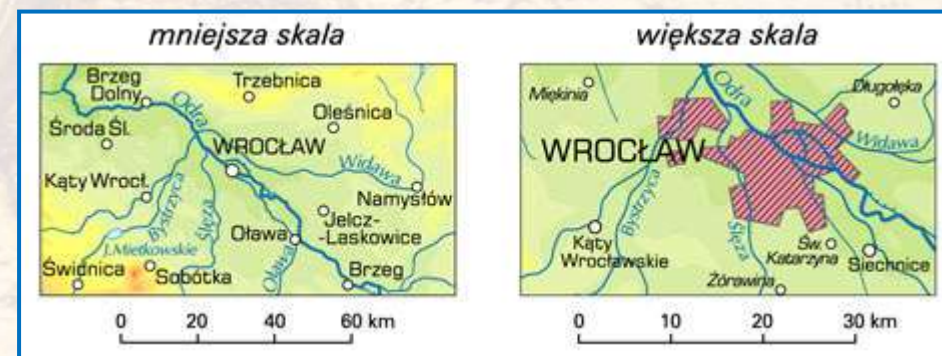 mniejsza skala
Brzeg
Dolny
Trzebnica
Odra
Oleśnica
Środa Śl.
WROCŁAW
Widawa
Kąty Wrocł.
Namysłów
Bystrzyca
Ślęza
Jelcz-
-Laskowice
Oława
J.Mietkowskie
Oława
Świdnica
Sobótka
Brzeg
0 20 40 60 km
większa skala
Miękinia
Odra
Długołęka
Widawa
WROCŁAW
Bystrzyca
Ślęza
Kąty
Wrocławskie
Św.
Katarzyna
Siechnice
Żórawina
0 10 20 30 km